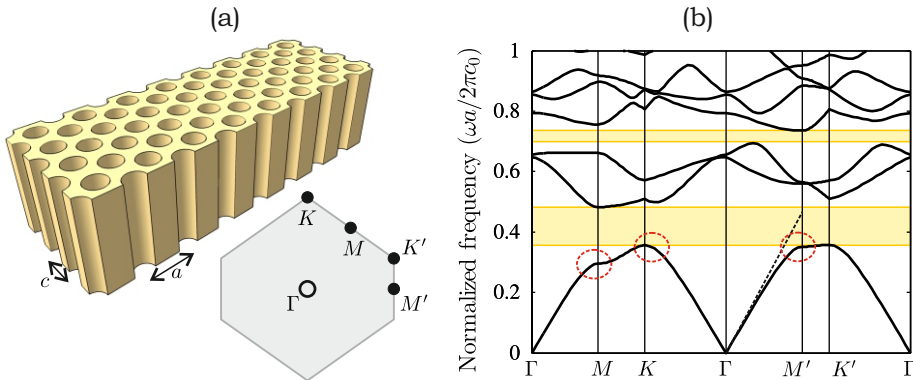 (a)
c
a
K
M
K′
Γ
M′
(b)
Normalized frequency (ωa/2πc₀)
1
0.8
0.6
0.4
0.2
0
Γ M K Γ M′ K′ Γ